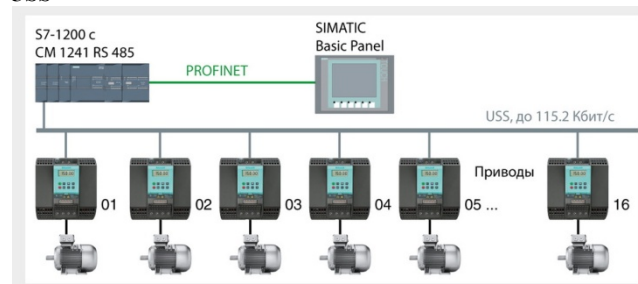 USS
S7-1200 с
CM 1241 RS 485
SIMATIC
Basic Panel
PROFINET
USS, до 115.2 Кбит/с
Приводы
01
02
03
04
05 ...
16